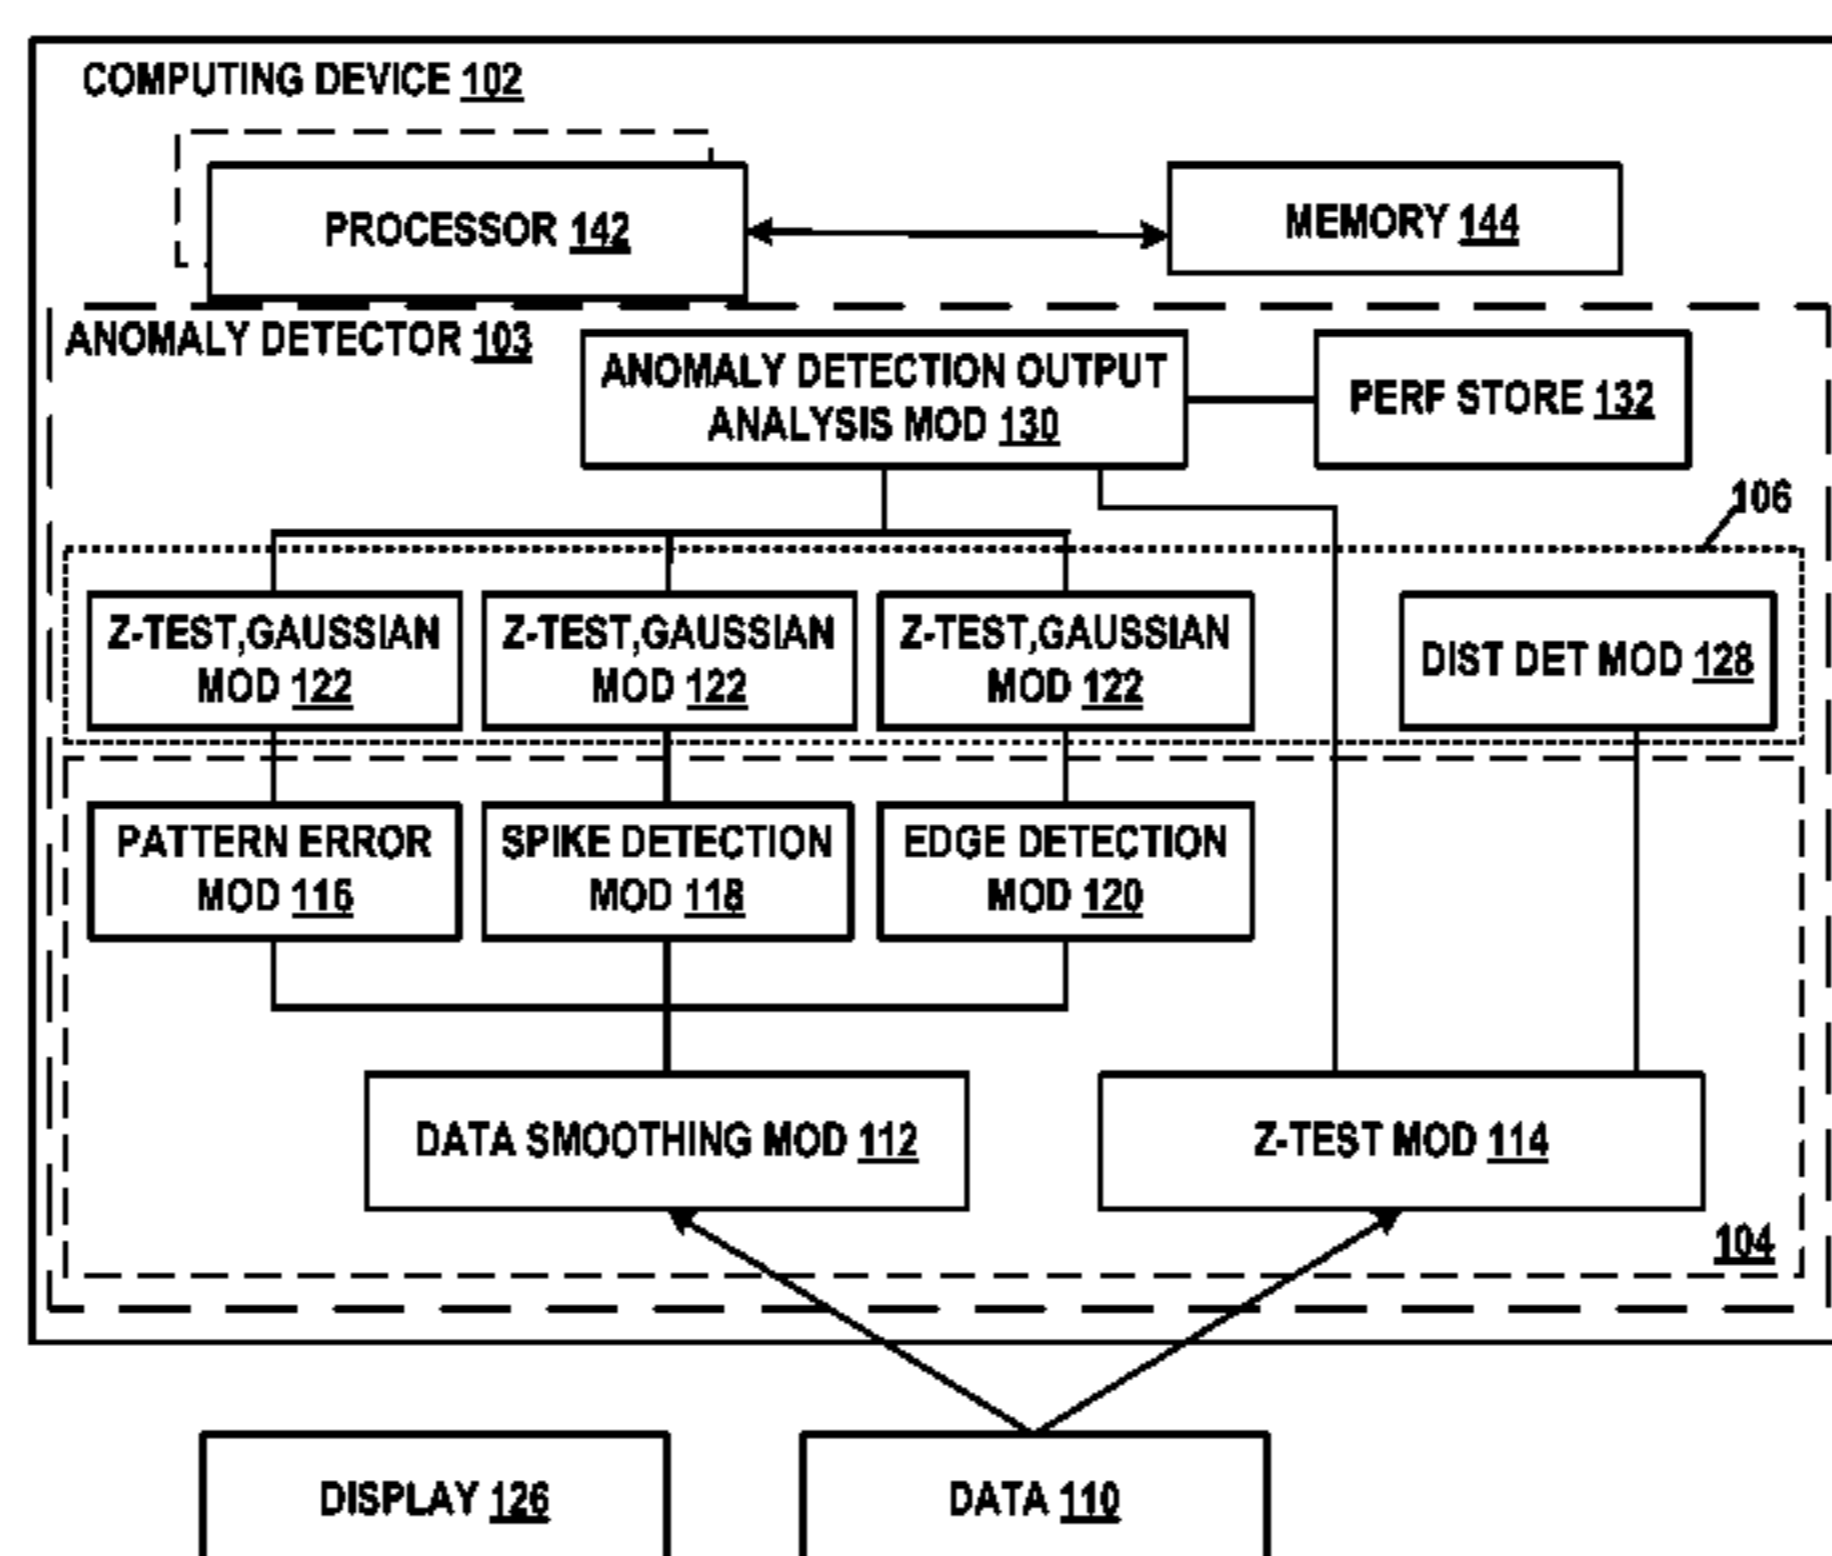 COMPUTING DEVICE 102
PROCESSOR 142
MEMORY 144
ANOMALY DETECTOR 103
ANOMALY DETECTION OUTPUT
ANALYSIS MOD 130
PERF STORE 132
106
Z-TEST,GAUSSIAN
MOD 122
Z-TEST,GAUSSIAN
MOD 122
Z-TEST,GAUSSIAN
MOD 122
DIST DET MOD 128
PATTERN ERROR
MOD 116
SPIKE DETECTION
MOD 118
EDGE DETECTION
MOD 120
DATA SMOOTHING MOD 112
Z-TEST MOD 114
104
DISPLAY 126
DATA 110